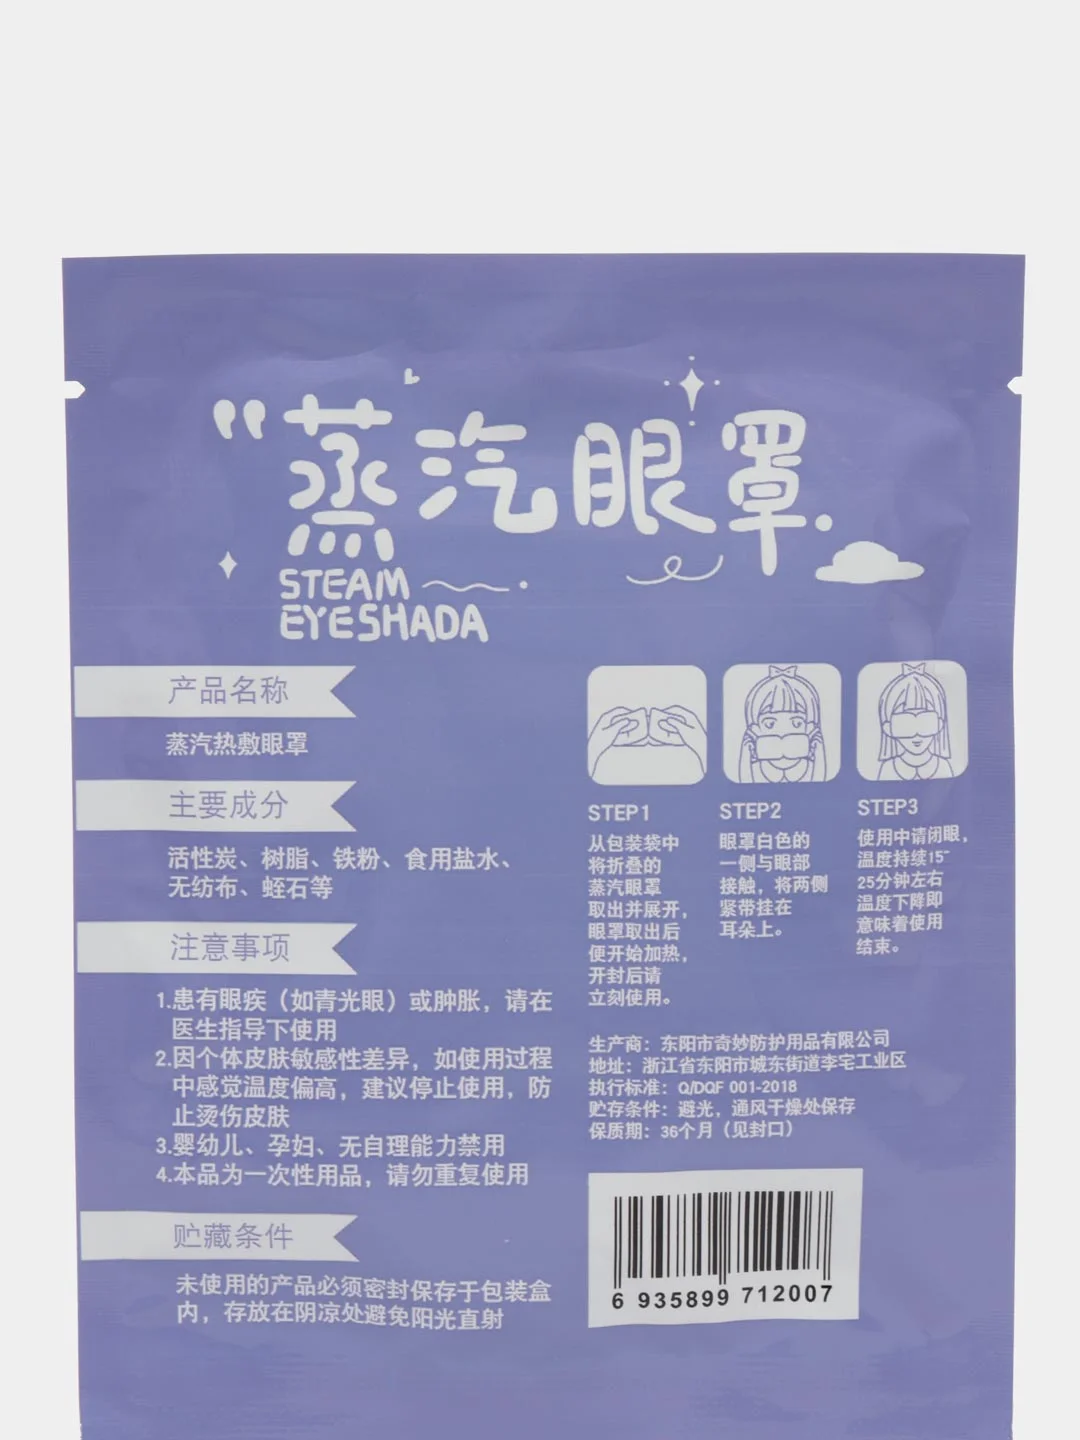 “蒸汽眼罩
STEAM
EYESHADA
产品名称
蒸汽热敷眼罩
主要成分
活性炭、树脂、铁粉、食用盐水、
无纺布、蛭石等
注意事项
1.患有眼疾（如青光眼）或肿胀，请在
医生指导下使用
2.因个体皮肤敏感性差异，如使用过程
中感觉温度偏高，建议停止使用，防
止烫伤皮肤
3.婴幼儿、孕妇、无自理能力禁用
4.本品为一次性用品，请勿重复使用
贮藏条件
未使用的产品必须密封保存于包装盒
内，存放在阴凉处避免阳光直射
STEP1
从包装袋中
将折叠的
蒸汽眼罩
取出并展开，
眼罩取出后
便开始加热，
开封后请
立刻使用。
STEP2
眼罩白色的
一侧与眼部
接触，将两侧
紧带挂在
耳朵上。
STEP3
使用中请闭眼，
温度持续15~
25分钟左右
温度下降即
意味着使用
结束。
生产商：东阳市奇妙防护用品有限公司
地址：浙江省东阳市城东街道李宅工业区
执行标准：Q/DQF 001-2018
贮存条件：避光，通风干燥处保存
保质期：36个月（见封口）
6 935899 712007